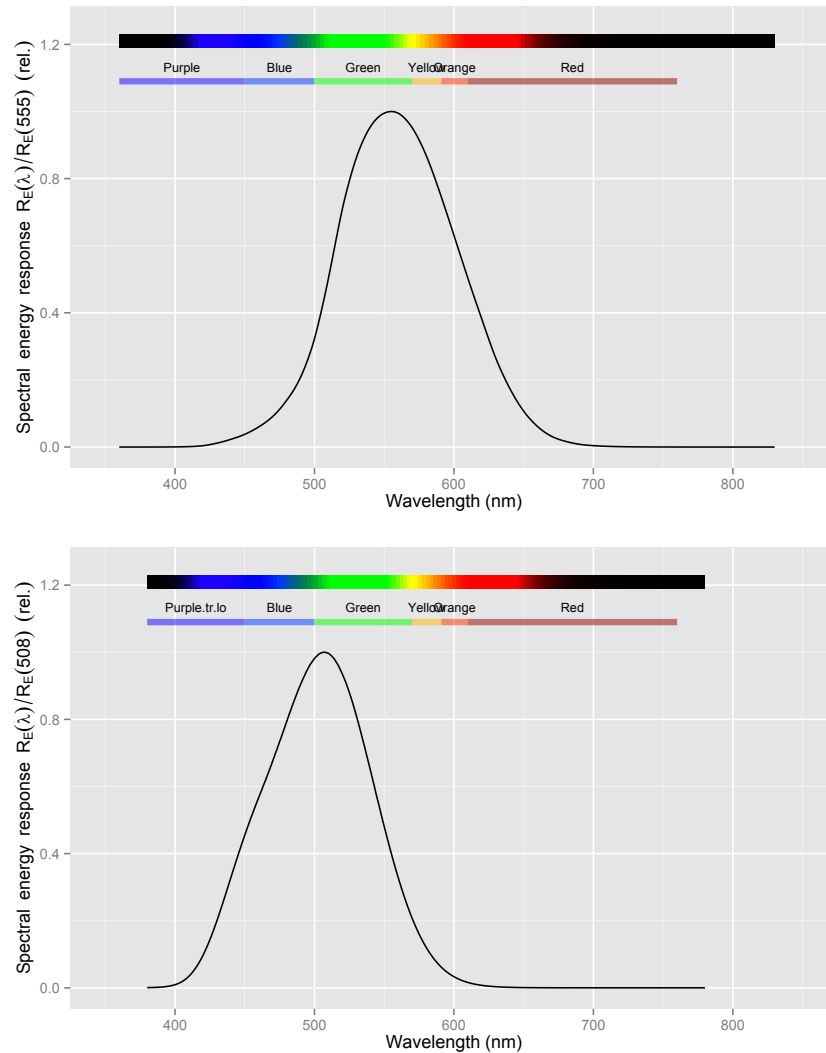 1.2
Purple Blue Green Yellow Orange Red
0.8
0.4
0.0
Spectral energy response R_E(λ)/R_E(555) (rel.)
400 500 600 700 800
Wavelength (nm)
1.2
Purple.tr.lo Blue Green Yellow Orange Red
0.8
0.4
0.0
Spectral energy response R_E(λ)/R_E(508) (rel.)
400 500 600 700 800
Wavelength (nm)